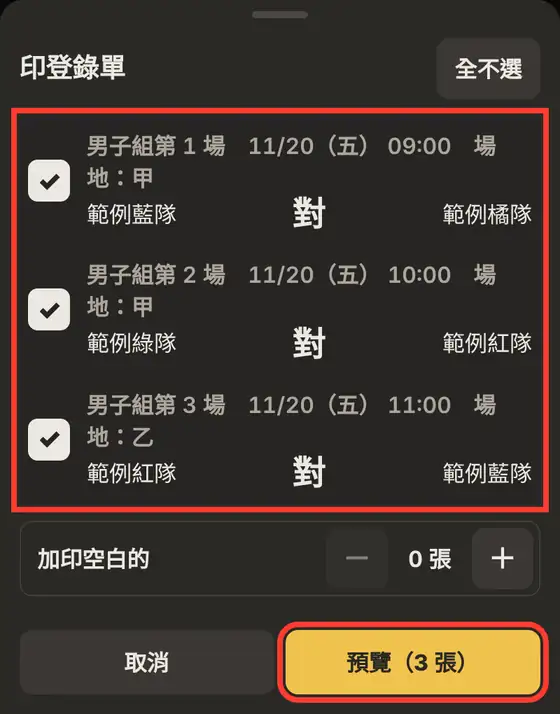 印登錄單
全不選
男子組第 1 場　11/20（五） 09:00　場
地：甲
範例藍隊　對　範例橘隊
男子組第 2 場　11/20（五） 10:00　場
地：甲
範例綠隊　對　範例紅隊
男子組第 3 場　11/20（五） 11:00　場
地：乙
範例紅隊　對　範例藍隊
加印空白的　－　0 張　＋
取消
預覽（3 張）